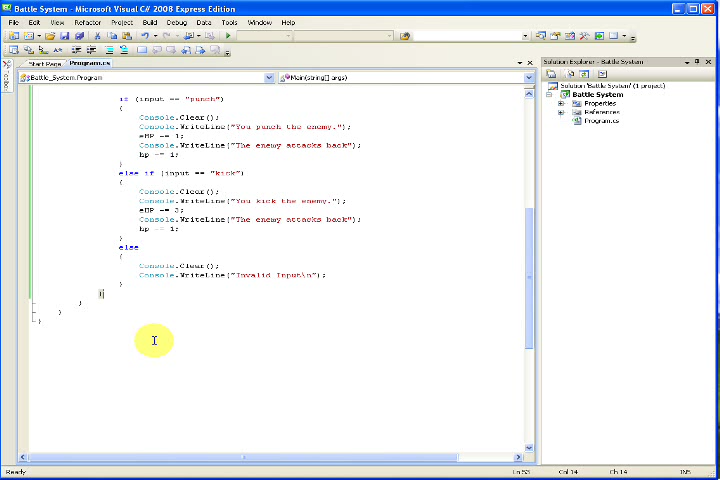 Battle System - Microsoft Visual C# 2008 Express Edition
File Edit View Refactor Project Build Debug Data Tools Window Help
Start Page Program.cs
Battle_System.Program Main(string[] args)
if (input == "punch")
{
Console.Clear();
Console.WriteLine("You punch the enemy.");
eHP -= 1;
Console.WriteLine("The enemy attacks back");
hp -= 1;
}
else if (input == "kick")
{
Console.Clear();
Console.WriteLine("You kick the enemy.");
eHP -= 3;
Console.WriteLine("The enemy attacks back");
hp -= 1;
}
else
{
Console.Clear();
Console.WriteLine("Invalid Input\n");
}
}
}
}
}
Solution Explorer - Battle System
Solution 'Battle System' (1 project)
Battle System
Properties
References
Program.cs
Ready Ln 53 Col 14 Ch 14 INS